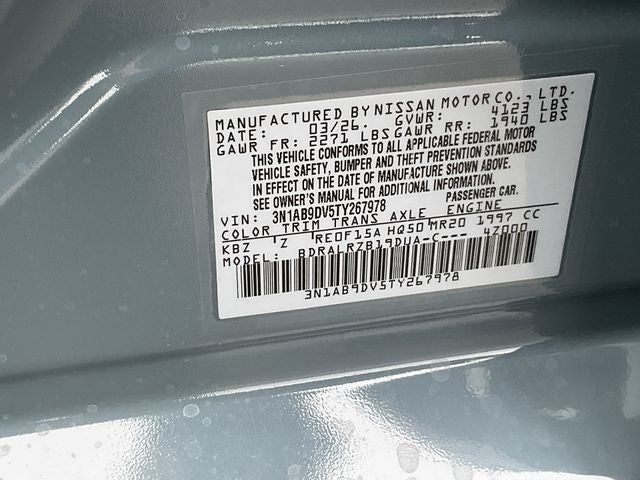 MANUFACTURED BY NISSAN MOTOR CO., LTD.
DATE: 03/26. GVWR: 4123 LBS
GAWR FR: 2271 LBS GAWR RR: 1940 LBS
THIS VEHICLE CONFORMS TO ALL APPLICABLE FEDERAL MOTOR
VEHICLE SAFETY, BUMPER AND THEFT PREVENTION STANDARDS
IN EFFECT ON THE DATE OF MANUFACTURE SHOWN ABOVE.
SEE OWNER'S MANUAL FOR ADDITIONAL INFORMATION.
VIN: 3N1AB9DV5TY267978 PASSENGER CAR.
COLOR TRIM TRANS AXLE ENGINE
KBZ Z RE0F15A HQ50 MR20 1997 CC
MODEL: BDRALRZB19DUA-C--- 4Z000
3N1AB9DV5TY267978